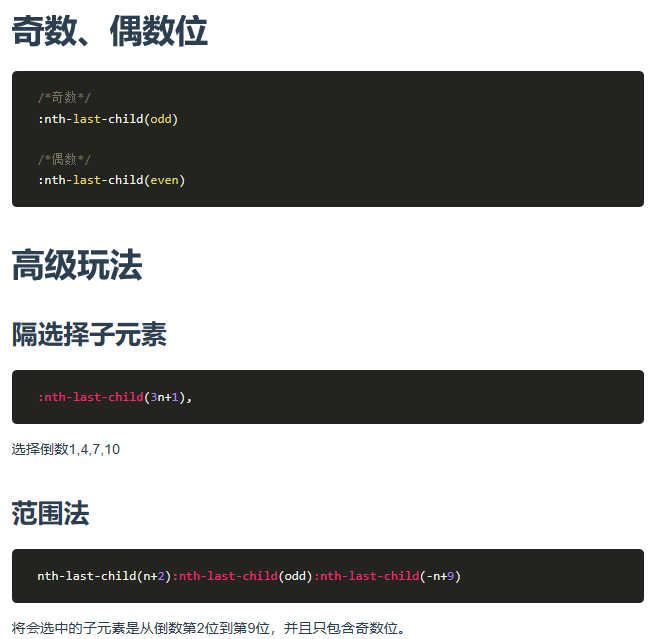 奇数、偶数位
/*奇数*/
:nth-last-child(odd)
/*偶数*/
:nth-last-child(even)
高级玩法
隔选择子元素
:nth-last-child(3n+1),
选择倒数1,4,7,10
范围法
nth-last-child(n+2):nth-last-child(odd):nth-last-child(-n+9)
将会选中的子元素是从倒数第2位到第9位，并且只包含奇数位。